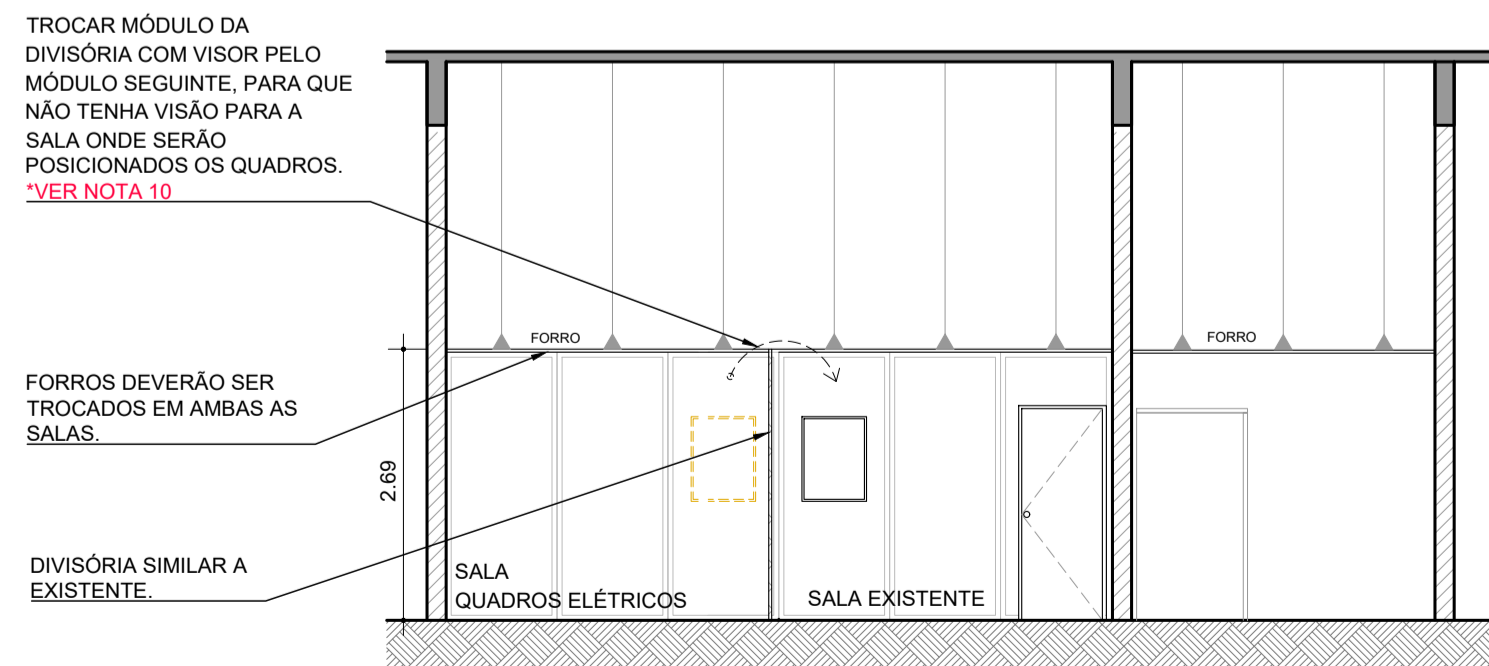 TROCAR MÓDULO DA
DIVISÓRIA COM VISOR PELO
MÓDULO SEGUINTE, PARA QUE
NÃO TENHA VISÃO PARA A
SALA ONDE SERÃO
POSICIONADOS OS QUADROS.
*VER NOTA 10
FORRO
FORRO
FORROS DEVERÃO SER
TROCADOS EM AMBAS AS
SALAS.
2.69
DIVISÓRIA SIMILAR A
EXISTENTE.
SALA
QUADROS ELÉTRICOS
SALA EXISTENTE